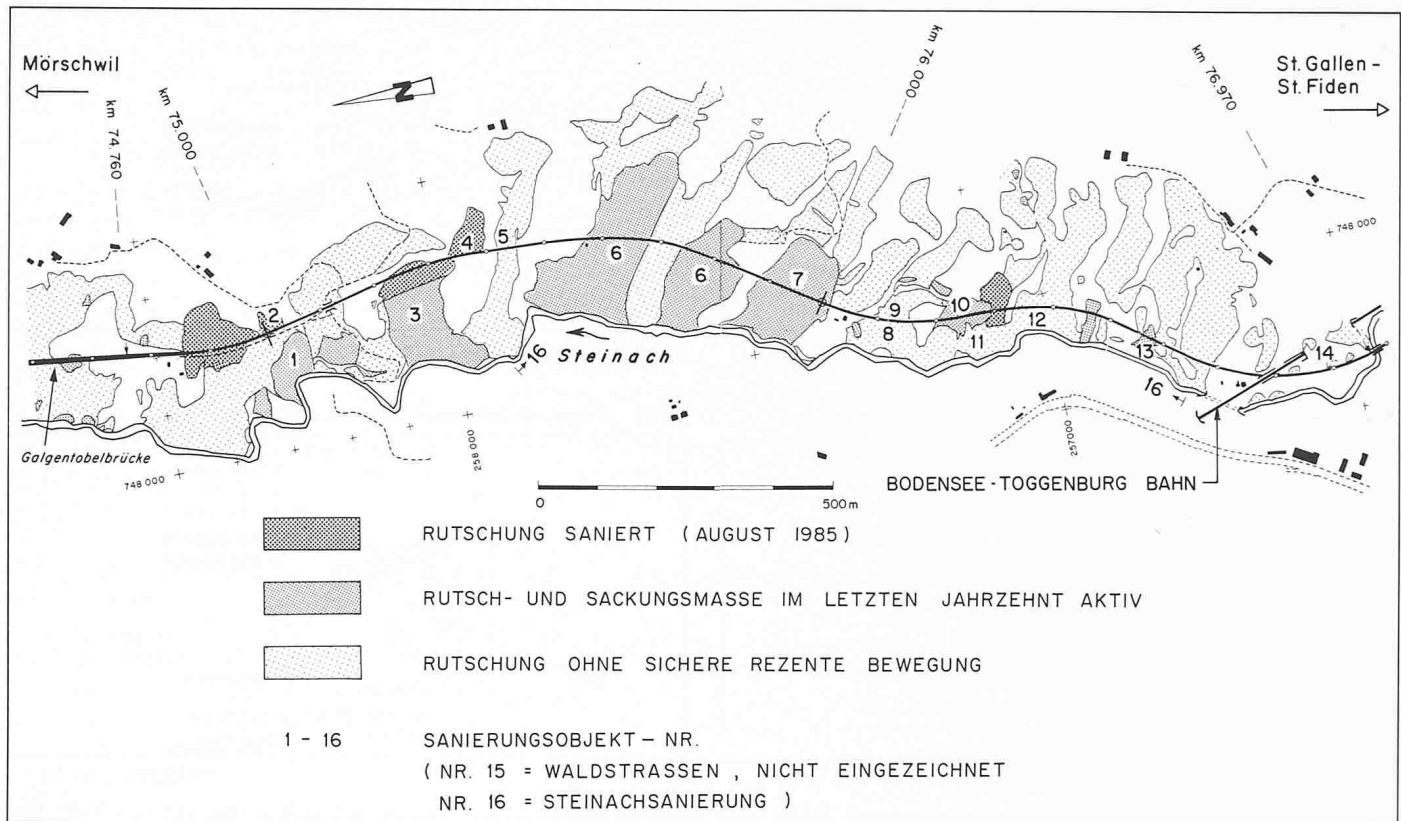 Mörschwil
km 74.760
km 75.000
N
km 76.000
km 76.970
St. Gallen –
St. Fiden
748 000
2
4
5
6
6
7
3
1
9
10
8
11
12
13
14
16
Steinach
16
Galgentobelbrücke
748 000
258 000
257000
BODENSEE - TOGGENBURG BAHN
0 500 m
RUTSCHUNG SANIERT ( AUGUST 1985 )
RUTSCH- UND SACKUNGSMASSE IM LETZTEN JAHRZEHNT AKTIV
RUTSCHUNG OHNE SICHERE REZENTE BEWEGUNG
1 - 16 SANIERUNGSOBJEKT – NR.
( NR. 15 = WALDSTRASSEN , NICHT EINGEZEICHNET
NR. 16 = STEINACHSANIERUNG )